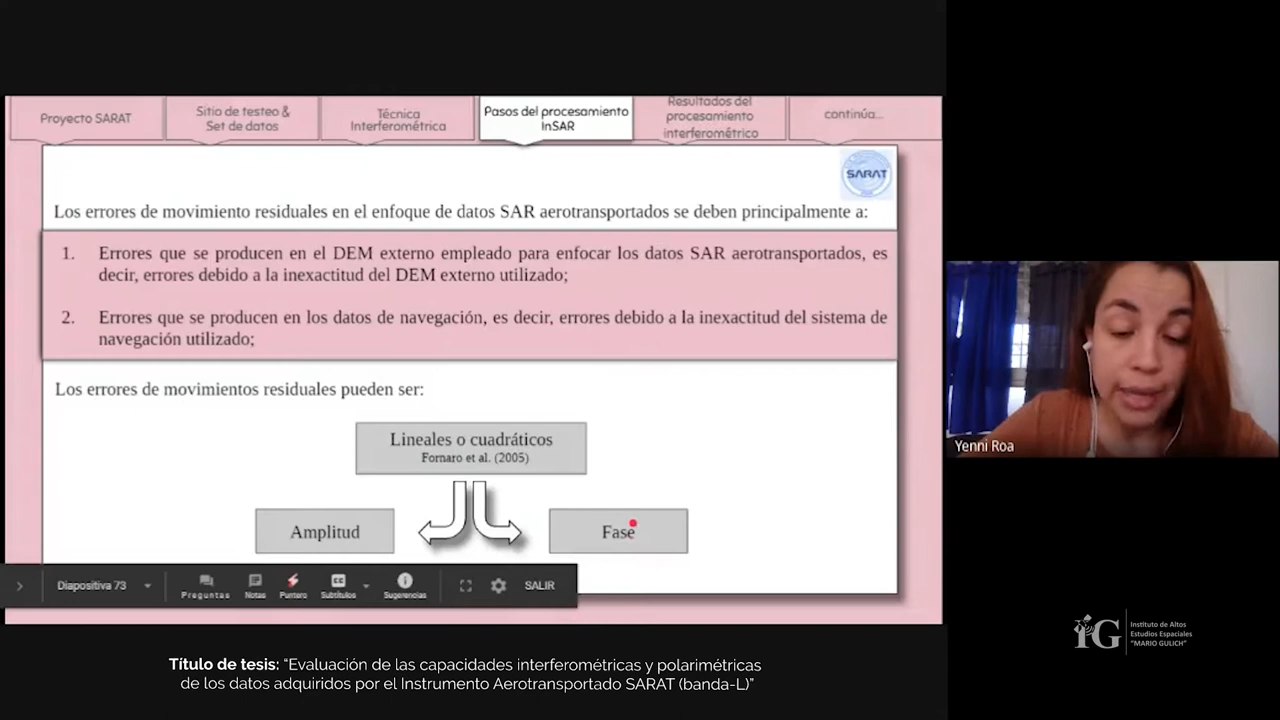 Proyecto SARAT
Sitio de testeo &
Set de datos
Técnica
Interferométrica
Pasos del procesamiento
InSAR
Resultados del
procesamiento
interferométrico
continúa...
SARAT
Los errores de movimiento residuales en el enfoque de datos SAR aerotransportados se deben principalmente a:
1. Errores que se producen en el DEM externo empleado para enfocar los datos SAR aerotransportados, es
decir, errores debido a la inexactitud del DEM externo utilizado;
2. Errores que se producen en los datos de navegación, es decir, errores debido a la inexactitud del sistema de
navegación utilizado;
Los errores de movimientos residuales pueden ser:
Lineales o cuadráticos
Fornaro et al. (2005)
Amplitud
Fase
Diapositiva 73
Preguntas
Notas
Puntero
CC
Subtítulos
Sugerencias
SALIR
Yenni Roa
iG
Instituto de Altos
Estudios Espaciales
"MARIO GULICH"
Título de tesis: "Evaluación de las capacidades interferométricas y polarimétricas
de los datos adquiridos por el Instrumento Aerotransportado SARAT (banda-L)"